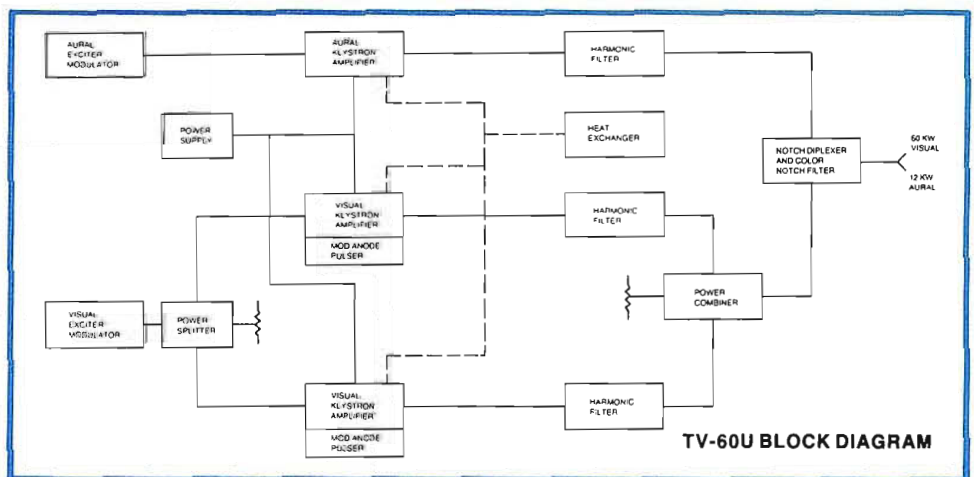 AURAL
EXCITER
MODULATOR
AURAL
KLYSTRON
AMPLIFIER
HARMONIC
FILTER
POWER
SUPPLY
HEAT
EXCHANGER
NOTCH DIPLEXER
AND COLOR
NOTCH FILTER
60 KW
VISUAL
12 KW
AURAL
VISUAL
KLYSTRON
AMPLIFIER
MOD ANODE
PULSER
HARMONIC
FILTER
VISUAL
EXCITER
MODULATOR
POWER
SPLITTER
POWER
COMBINER
VISUAL
KLYSTRON
AMPLIFIER
MOD ANODE
PULSER
HARMONIC
FILTER
TV-60U BLOCK DIAGRAM